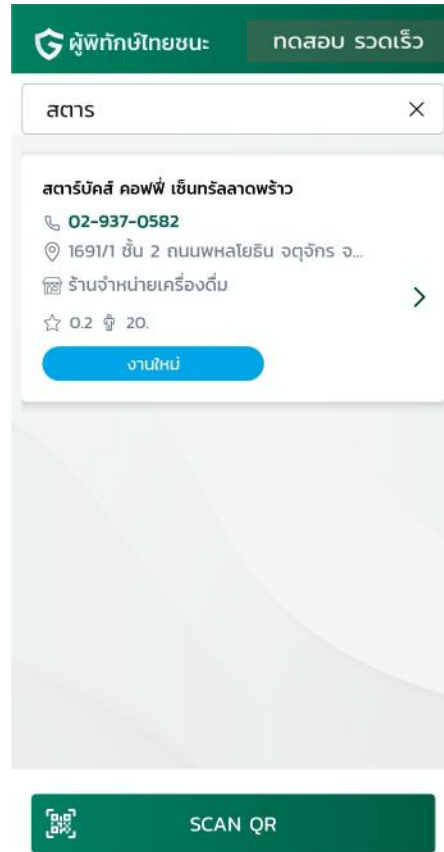 ผู้พิทักษ์ไทยชนะ ทดสอบ รวดเร็ว
สตาร
สตาร์บัคส์ คอฟฟี่ เซ็นทรัลลาดพร้าว
02-937-0582
1691/1 ชั้น 2 ถนนพหลโยธิน จตุจักร จ...
ร้านจำหน่ายเครื่องดื่ม
0.2 20.
งานใหม่
SCAN QR